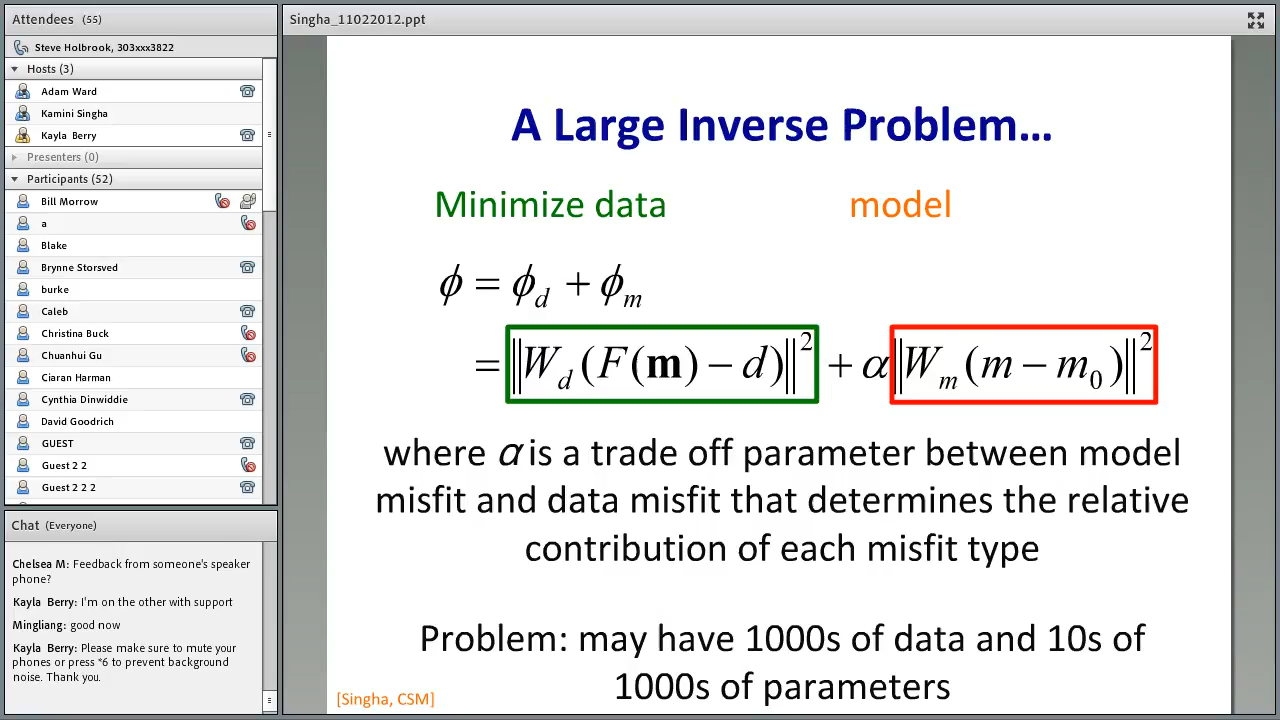 Attendees (55)
Steve Holbrook, 303xxx3822
Hosts (3)
Adam Ward
Kamini Singha
Kayla Berry
Presenters (0)
Participants (52)
Bill Morrow
a
Blake
Brynne Storsved
burke
Caleb
Christina Buck
Chuanhui Gu
Ciaran Harman
Cynthia Dinwiddie
David Goodrich
GUEST
Guest 2 2
Guest 2 2 2
Chat (Everyone)
Chelsea M: Feedback from someone's speaker
phone?
Kayla Berry: I'm on the other with support
Mingliang: good now
Kayla Berry: Please make sure to mute your
phones or press *6 to prevent background
noise. Thank you.
Singha_11022012.ppt
A Large Inverse Problem…
Minimize data model
ϕ = ϕ_d + ϕ_m
= ‖W_d(F(m) − d)‖² + α‖W_m(m − m₀)‖²
where α is a trade off parameter between model
misfit and data misfit that determines the relative
contribution of each misfit type
Problem: may have 1000s of data and 10s of
1000s of parameters
[Singha, CSM]